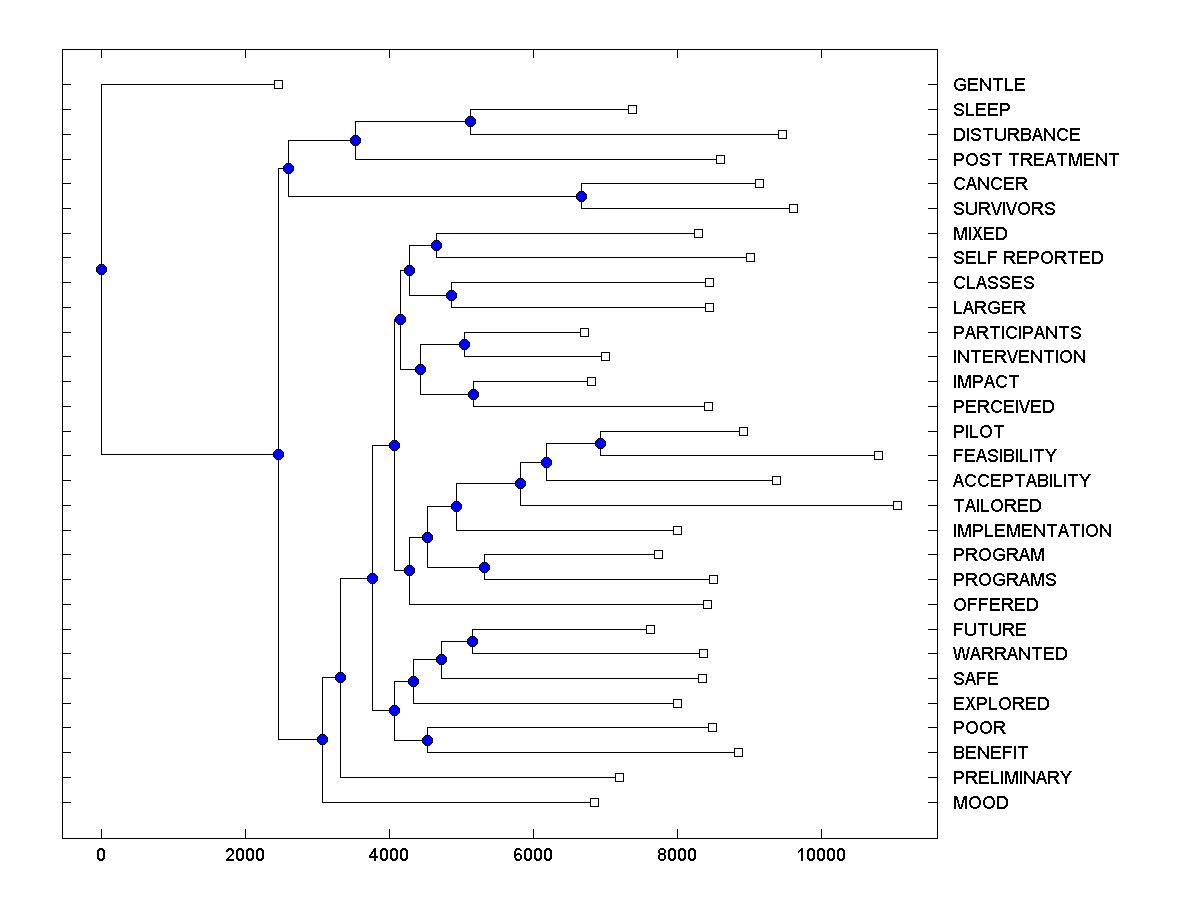 GENTLE
SLEEP
DISTURBANCE
POST TREATMENT
CANCER
SURVIVORS
MIXED
SELF REPORTED
CLASSES
LARGER
PARTICIPANTS
INTERVENTION
IMPACT
PERCEIVED
PILOT
FEASIBILITY
ACCEPTABILITY
TAILORED
IMPLEMENTATION
PROGRAM
PROGRAMS
OFFERED
FUTURE
WARRANTED
SAFE
EXPLORED
POOR
BENEFIT
PRELIMINARY
MOOD
0 2000 4000 6000 8000 10000